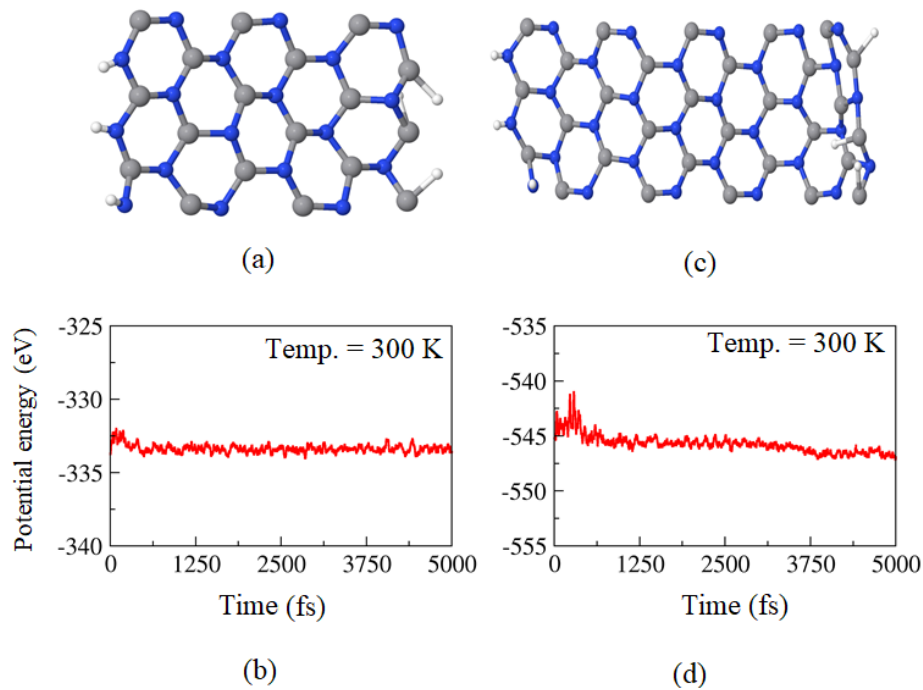 (a)
(c)
-325
-330
-335
-340
Potential energy (eV)
Temp. = 300 K
0
1250
2500
3750
5000
Time (fs)
(b)
-535
-540
-545
-550
-555
Temp. = 300 K
0
1250
2500
3750
5000
Time (fs)
(d)